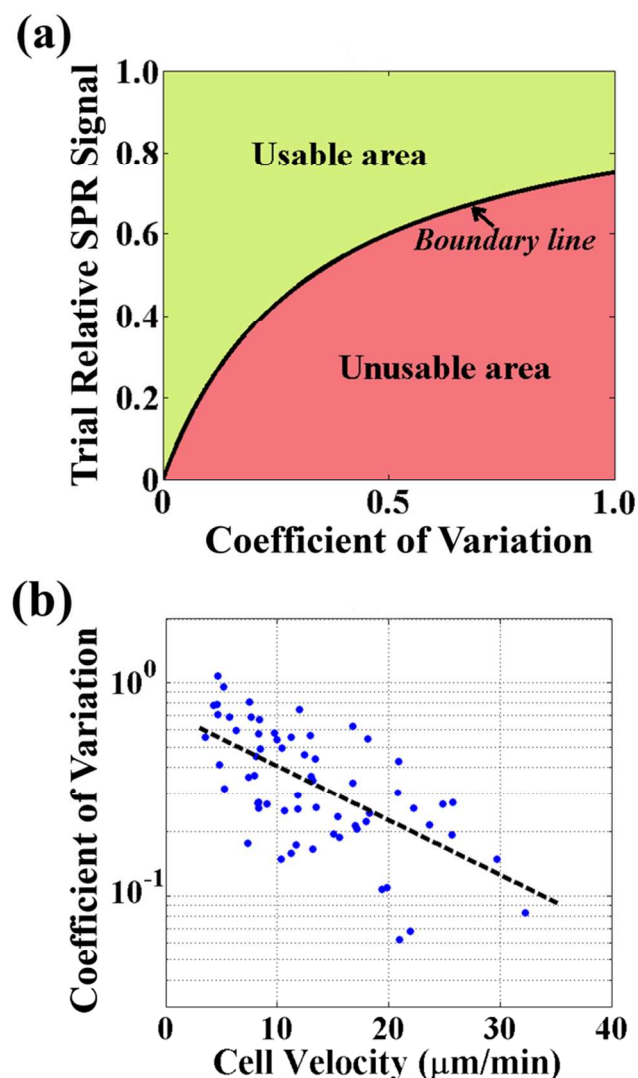 (a)
Trial Relative SPR Signal
1.0
0.8
0.6
0.4
0.2
0
Usable area
Boundary line
Unusable area
0 0.5 1.0
Coefficient of Variation
(b)
Coefficient of Variation
10⁰
10⁻¹
0 10 20 30 40
Cell Velocity (μm/min)